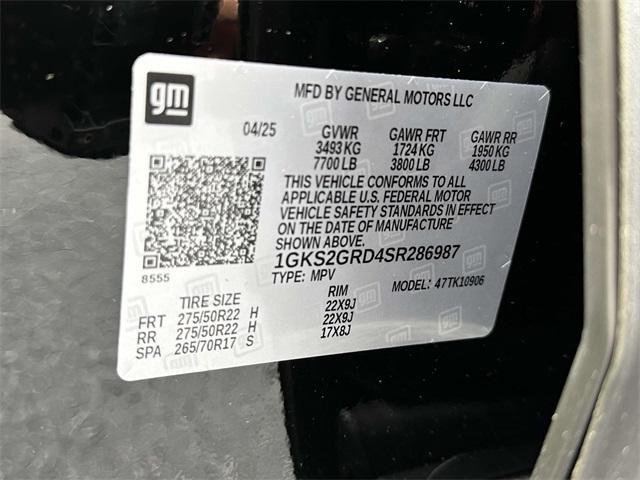 gm
MFD BY GENERAL MOTORS LLC
04/25 GVWR GAWR FRT GAWR RR
3493 KG 1724 KG 1950 KG
7700 LB 3800 LB 4300 LB
THIS VEHICLE CONFORMS TO ALL
APPLICABLE U.S. FEDERAL MOTOR
VEHICLE SAFETY STANDARDS IN EFFECT
ON THE DATE OF MANUFACTURE
SHOWN ABOVE.
8555
1GKS2GRD4SR286987
TYPE: MPV MODEL: 47TK10906
TIRE SIZE RIM
FRT 275/50R22 H 22X9J
RR 275/50R22 H 22X9J
SPA 265/70R17 S 17X8J